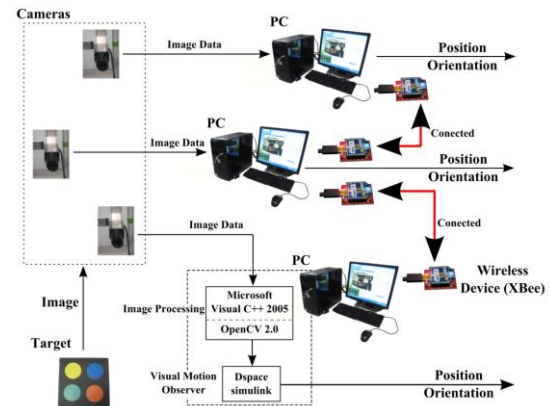 Cameras
PC
Image Data
Position
Orientation
PC
Conected
Image Data
Position
Orientation
Image Data
Conected
PC
Wireless
Device (XBee)
Image
Image Processing
Microsoft
Visual C++ 2005
OpenCV 2.0
Target
Visual Motion
Observer
Dspace
simulink
Position
Orientation